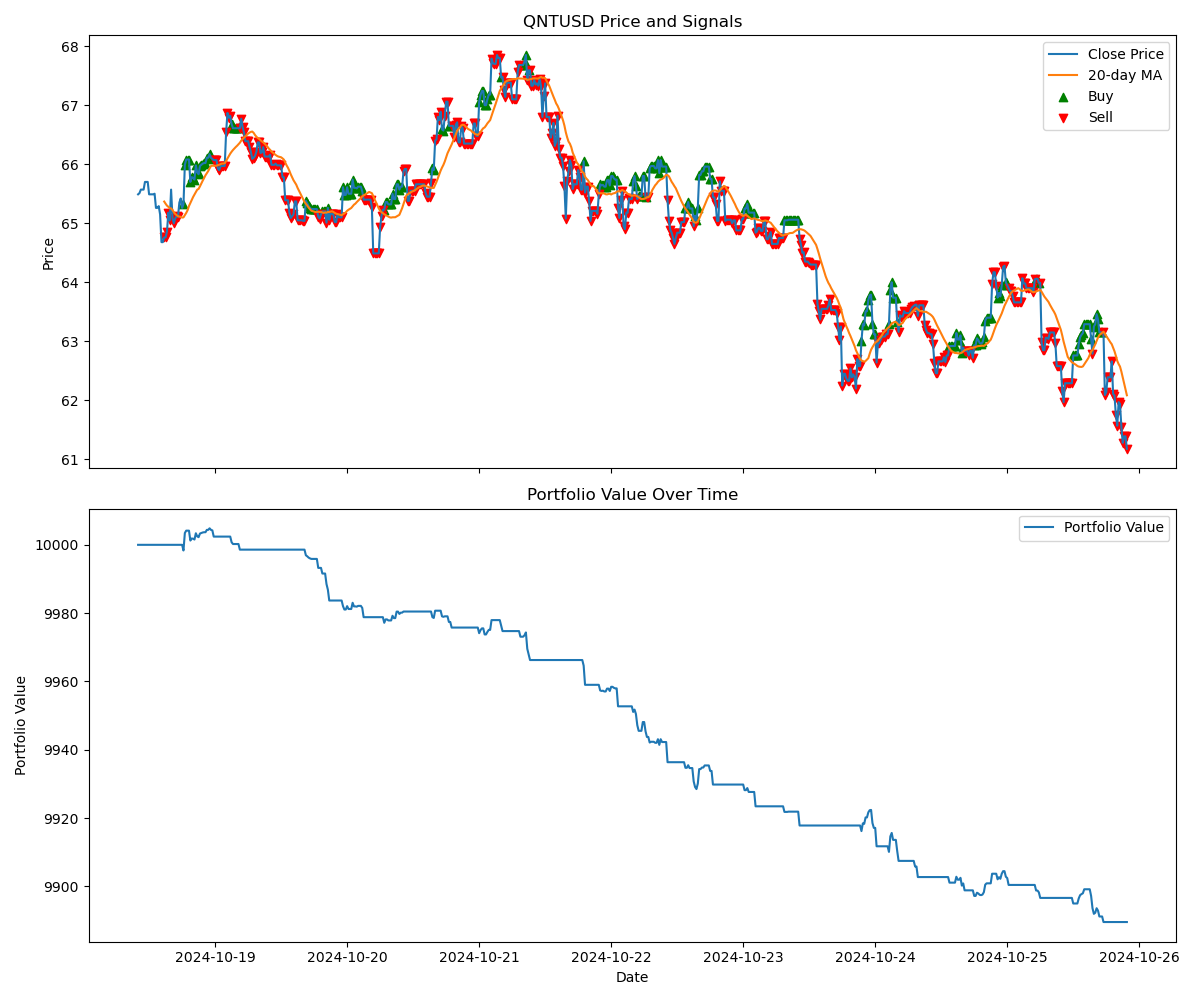 QNTUSD Price and Signals
68
67
66
65
64
63
62
61
Price
Close Price
20-day MA
Buy
Sell
Portfolio Value Over Time
10000
9980
9960
9940
9920
9900
Portfolio Value
Portfolio Value
2024-10-19
2024-10-20
2024-10-21
2024-10-22
2024-10-23
2024-10-24
2024-10-25
2024-10-26
Date